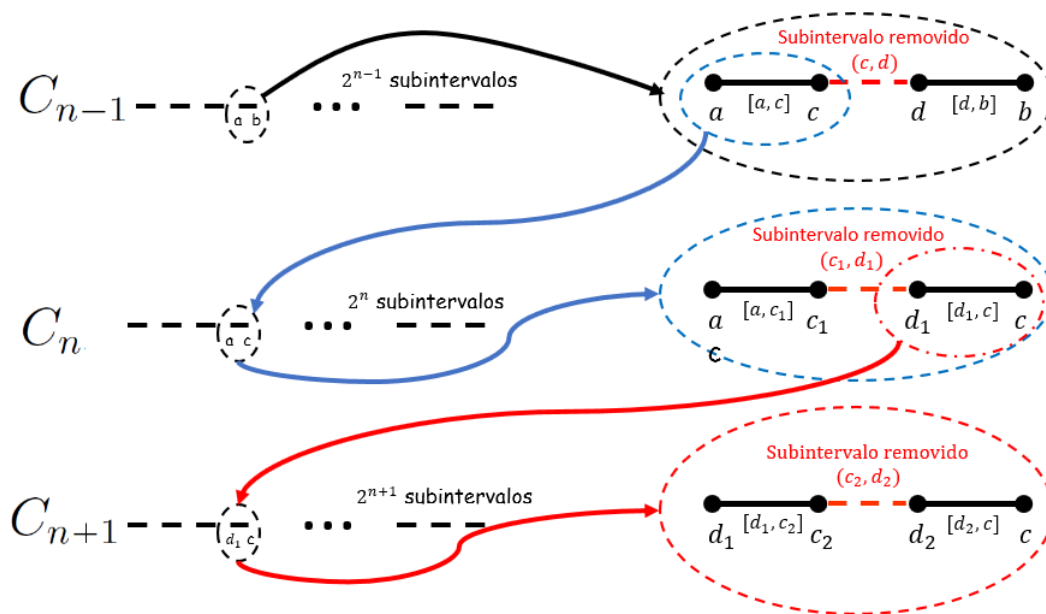 Subintervalo removido
(c, d)
2^{n-1} subintervalos
C_{n-1}
a b
...
[a, c]
[d, b]
a c d b
Subintervalo removido
(c_1, d_1)
2^n subintervalos
C_n
a c
...
[a, c_1]
[d_1, c]
a c_1 d_1 c
c
Subintervalo removido
(c_2, d_2)
2^{n+1} subintervalos
C_{n+1}
d_1 c
...
[d_1, c_2]
[d_2, c]
d_1 c_2 d_2 c